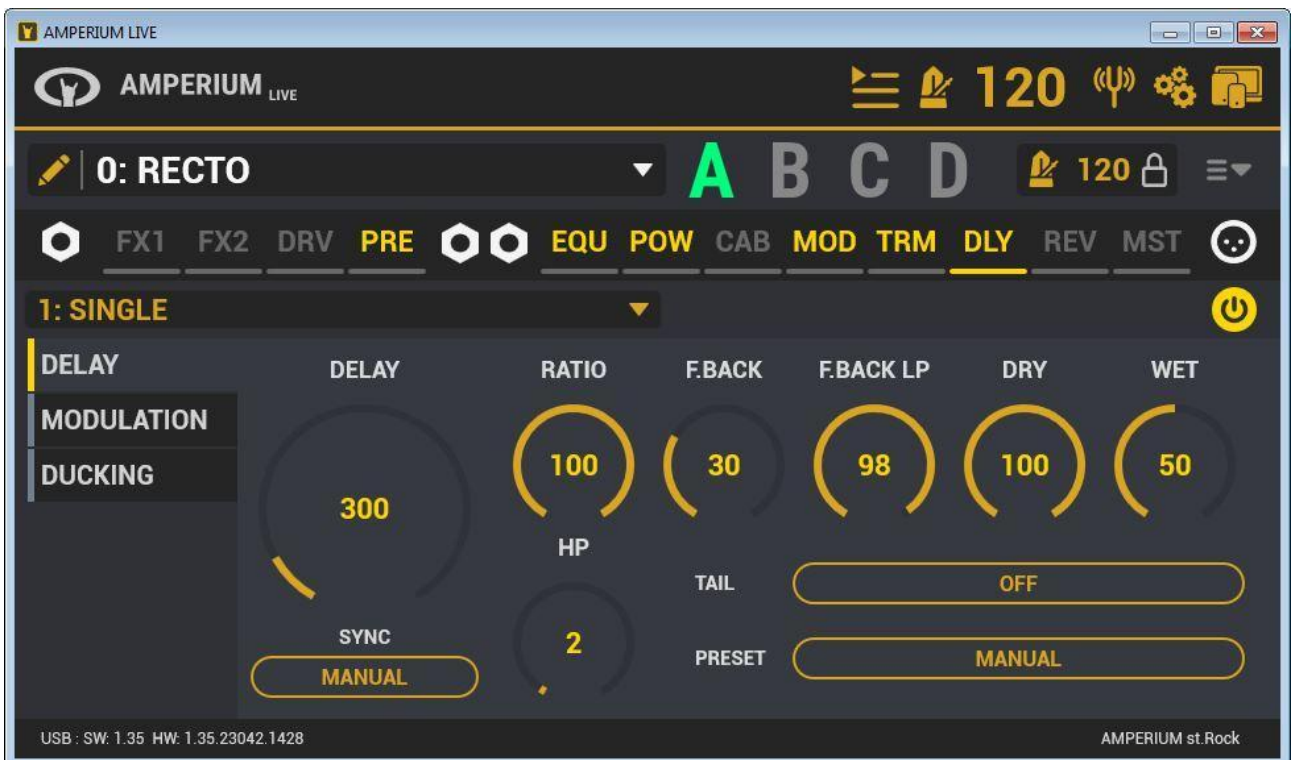 AMPERIUM LIVE
AMPERIUM LIVE 120
0: RECTO A B C D 120
FX1 FX2 DRV PRE EQU POW CAB MOD TRM DLY REV MST
1: SINGLE
DELAY DELAY RATIO F.BACK F.BACK LP DRY WET
MODULATION
100 30 98 100 50
DUCKING
300
HP
TAIL OFF
SYNC
2
PRESET MANUAL
MANUAL
USB : SW: 1.35 HW: 1.35.23042.1428 AMPERIUM st.Rock